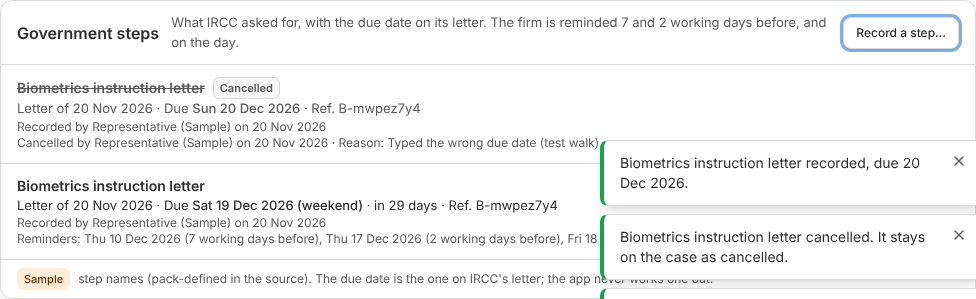 Government steps
What IRCC asked for, with the due date on its letter. The firm is reminded 7 and 2 working days before, and
on the day.
Record a step...
Biometrics instruction letter Cancelled
Letter of 20 Nov 2026 · Due Sun 20 Dec 2026 · Ref. B-mwpez7y4
Recorded by Representative (Sample) on 20 Nov 2026
Cancelled by Representative (Sample) on 20 Nov 2026 · Reason: Typed the wrong due date (test walk)
Biometrics instruction letter recorded, due 20
Dec 2026.
Biometrics instruction letter
Letter of 20 Nov 2026 · Due Sat 19 Dec 2026 (weekend) · in 29 days · Ref. B-mwpez7y4
Recorded by Representative (Sample) on 20 Nov 2026
Reminders: Thu 10 Dec 2026 (7 working days before), Thu 17 Dec 2026 (2 working days before), Fri 18
Biometrics instruction letter cancelled. It stays
on the case as cancelled.
Sample step names (pack-defined in the source). The due date is the one on IRCC's letter; the app never works one out.